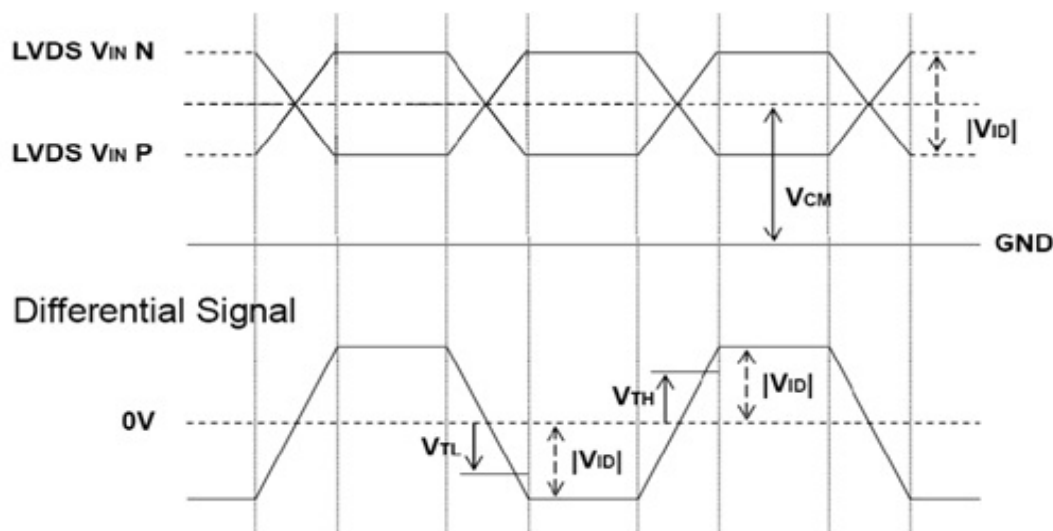 LVDS VIN N
|VID|
LVDS VIN P
VCM
GND
Differential Signal
VTH
|VID|
0V
VTL
|VID|